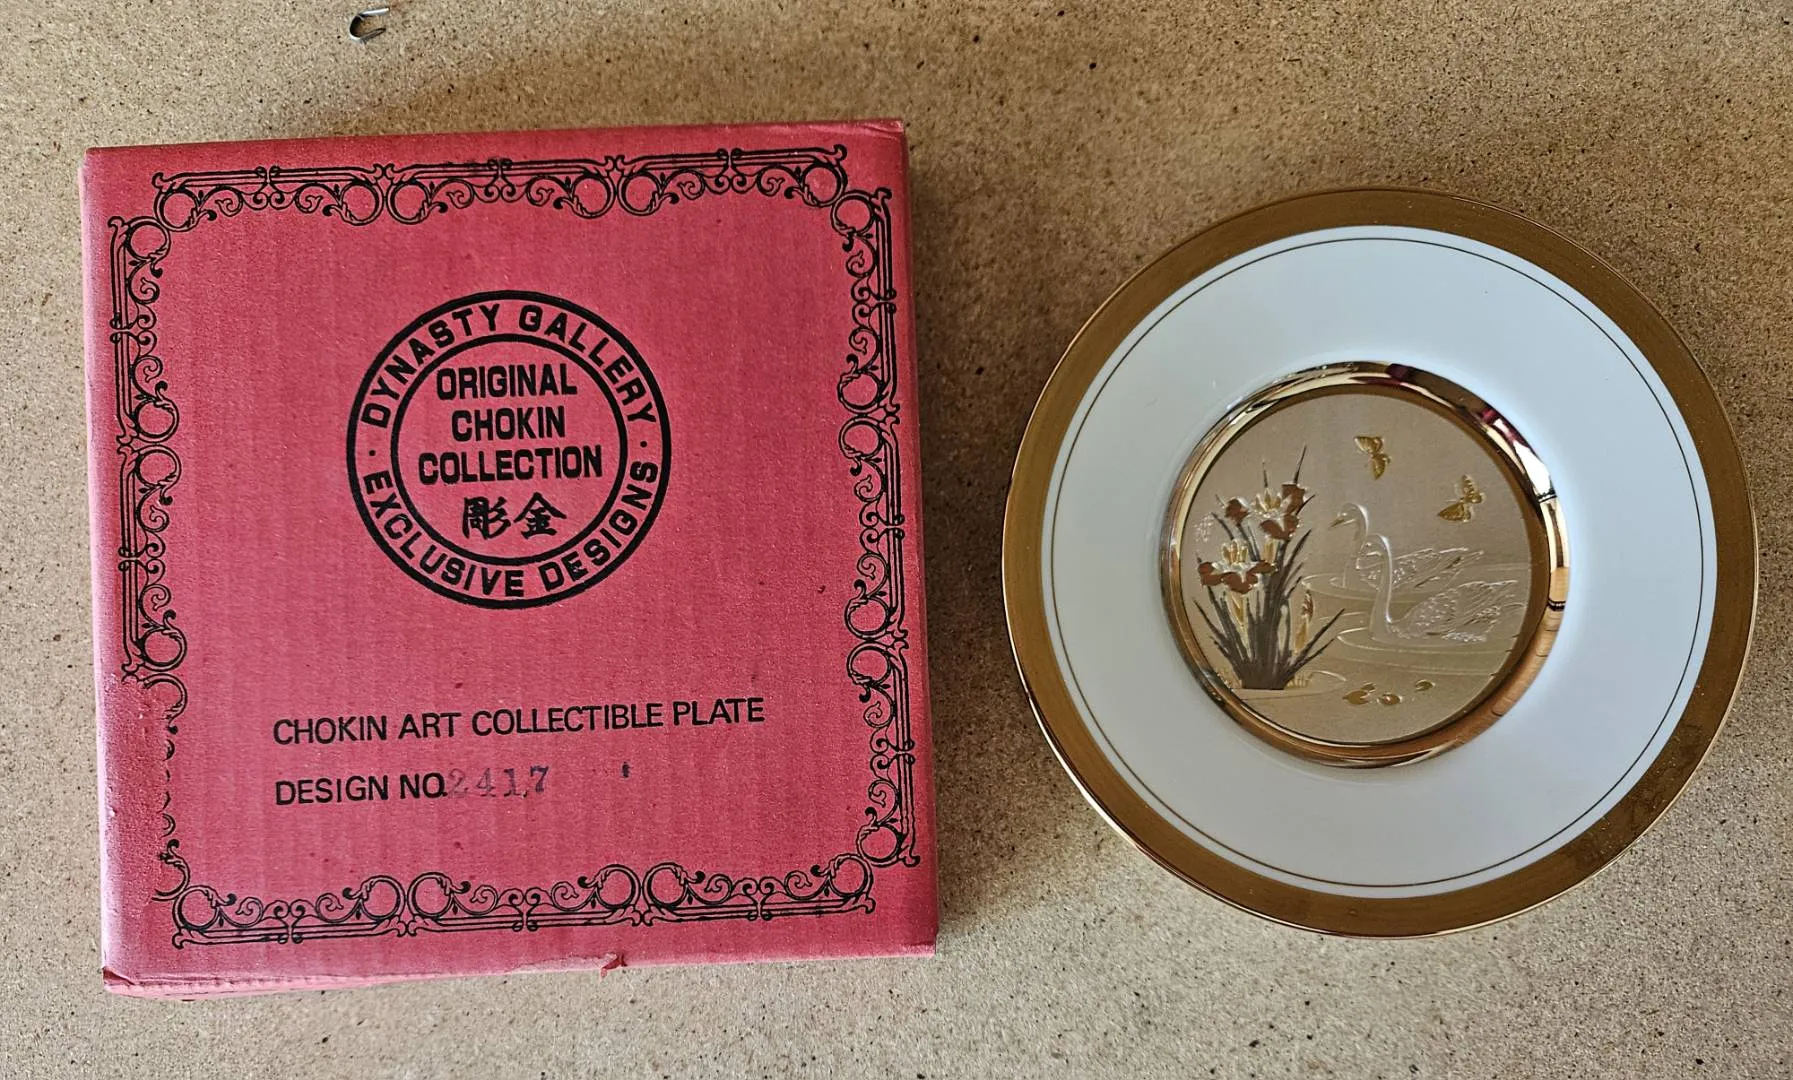 DYNASTY GALLERY
ORIGINAL
CHOKIN
COLLECTION
彫金
· EXCLUSIVE DESIGNS ·
CHOKIN ART COLLECTIBLE PLATE
DESIGN NO. 2417